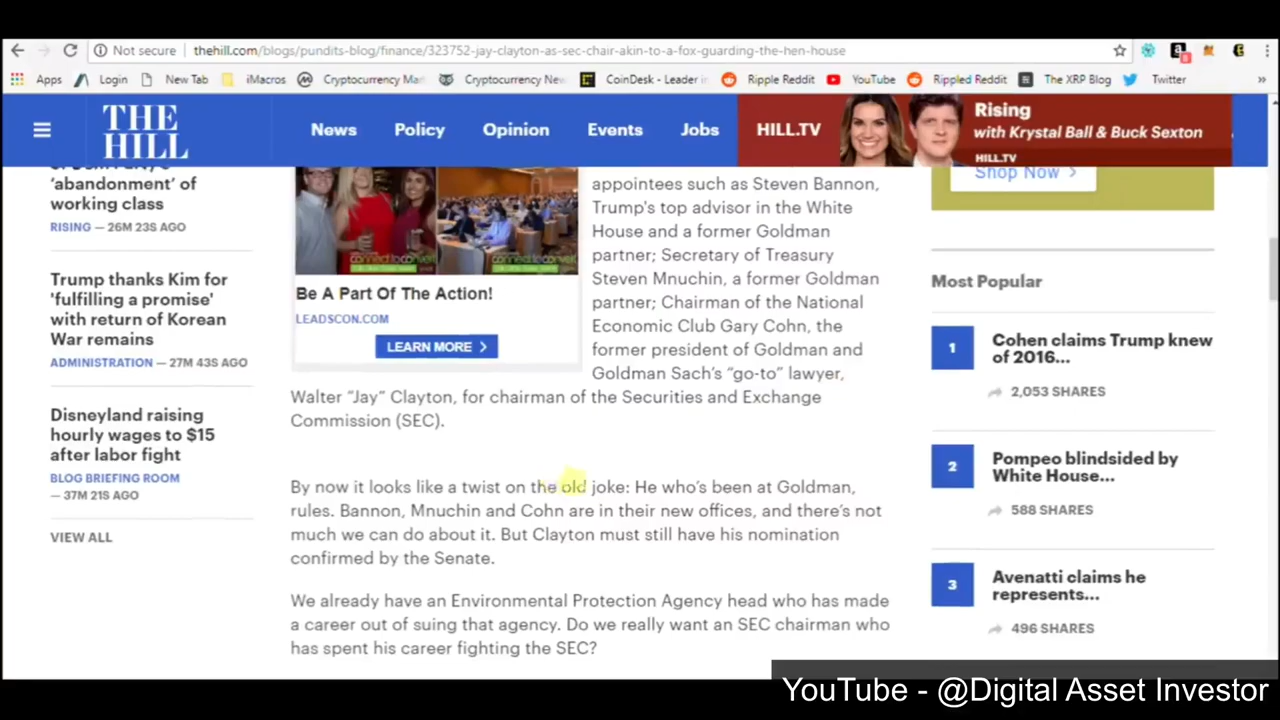 Not secure thehill.com/blogs/pundits-blog/finance/323752-jay-clayton-as-sec-chair-akin-to-a-fox-guarding-the-hen-house
Apps Login New Tab iMacros Cryptocurrency Mar Cryptocurrency New CoinDesk - Leader i Ripple Reddit YouTube Rippled Reddit The XRP Blog Twitter »
THE
HILL
News Policy Opinion Events Jobs HILL.TV
Rising
with Krystal Ball & Buck Sexton
HILL.TV
'abandonment' of
working class
RISING — 26M 23S AGO
Trump thanks Kim for
'fulfilling a promise'
with return of Korean
War remains
ADMINISTRATION — 27M 43S AGO
Disneyland raising
hourly wages to $15
after labor fight
BLOG BRIEFING ROOM
— 37M 21S AGO
VIEW ALL
Be A Part Of The Action!
LEADSCON.COM
LEARN MORE
appointees such as Steven Bannon,
Trump's top advisor in the White
House and a former Goldman
partner; Secretary of Treasury
Steven Mnuchin, a former Goldman
partner; Chairman of the National
Economic Club Gary Cohn, the
former president of Goldman and
Goldman Sach's “go-to” lawyer,
Walter “Jay” Clayton, for chairman of the Securities and Exchange
Commission (SEC).
By now it looks like a twist on the old joke: He who's been at Goldman,
rules. Bannon, Mnuchin and Cohn are in their new offices, and there's not
much we can do about it. But Clayton must still have his nomination
confirmed by the Senate.
We already have an Environmental Protection Agency head who has made
a career out of suing that agency. Do we really want an SEC chairman who
has spent his career fighting the SEC?
Shop Now
Most Popular
1
Cohen claims Trump knew
of 2016...
2,053 SHARES
2
Pompeo blindsided by
White House...
588 SHARES
3
Avenatti claims he
represents...
496 SHARES
YouTube - @Digital Asset Investor